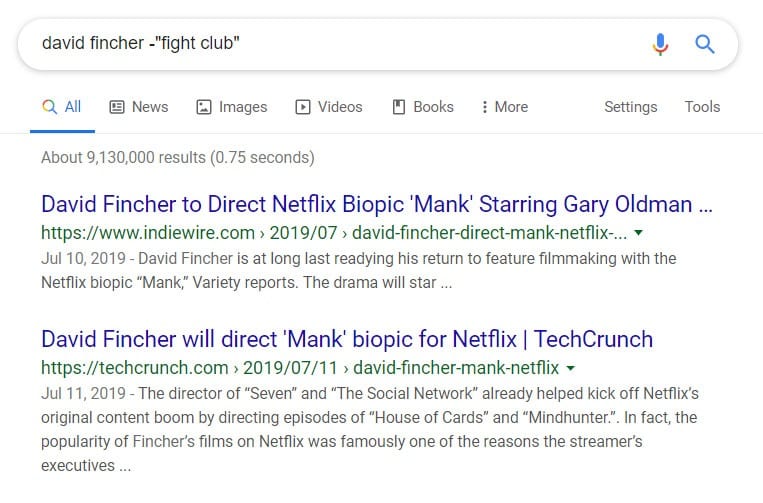 david fincher -"fight club"
All News Images Videos Books More Settings Tools
About 9,130,000 results (0.75 seconds)
David Fincher to Direct Netflix Biopic 'Mank' Starring Gary Oldman ...
https://www.indiewire.com › 2019/07 › david-fincher-direct-mank-netflix-...
Jul 10, 2019 - David Fincher is at long last readying his return to feature filmmaking with the
Netflix biopic “Mank,” Variety reports. The drama will star ...
David Fincher will direct 'Mank' biopic for Netflix | TechCrunch
https://techcrunch.com › 2019/07/11 › david-fincher-mank-netflix
Jul 11, 2019 - The director of “Seven” and “The Social Network” already helped kick off Netflix’s
original content boom by directing episodes of “House of Cards” and “Mindhunter.”. In fact, the
popularity of Fincher’s films on Netflix was famously one of the reasons the streamer’s
executives ...